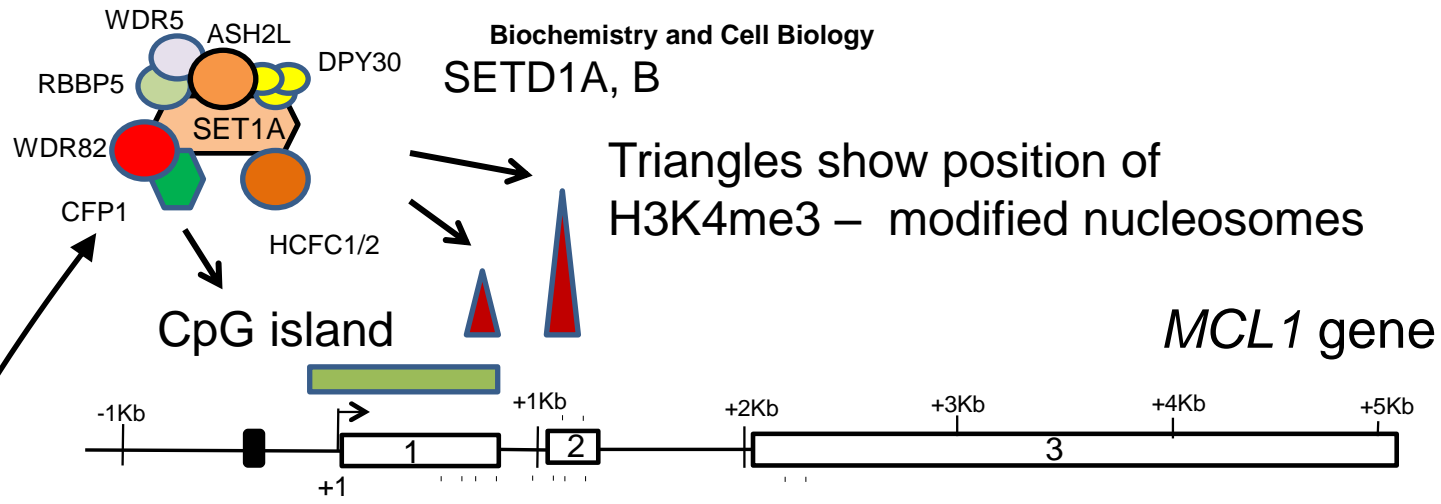 WDR5
ASH2L
Biochemistry and Cell Biology
DPY30
SETD1A, B
RBBP5
SET1A
WDR82
Triangles show position of
H3K4me3 – modified nucleosomes
CFP1
HCFC1/2
CpG island
MCL1 gene
-1Kb
+1Kb
+2Kb
+3Kb
+4Kb
+5Kb
1
2
3
+1